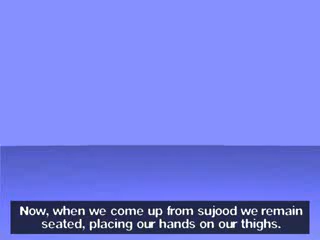 Now, when we come up from sujood we remain
seated, placing our hands on our thighs.